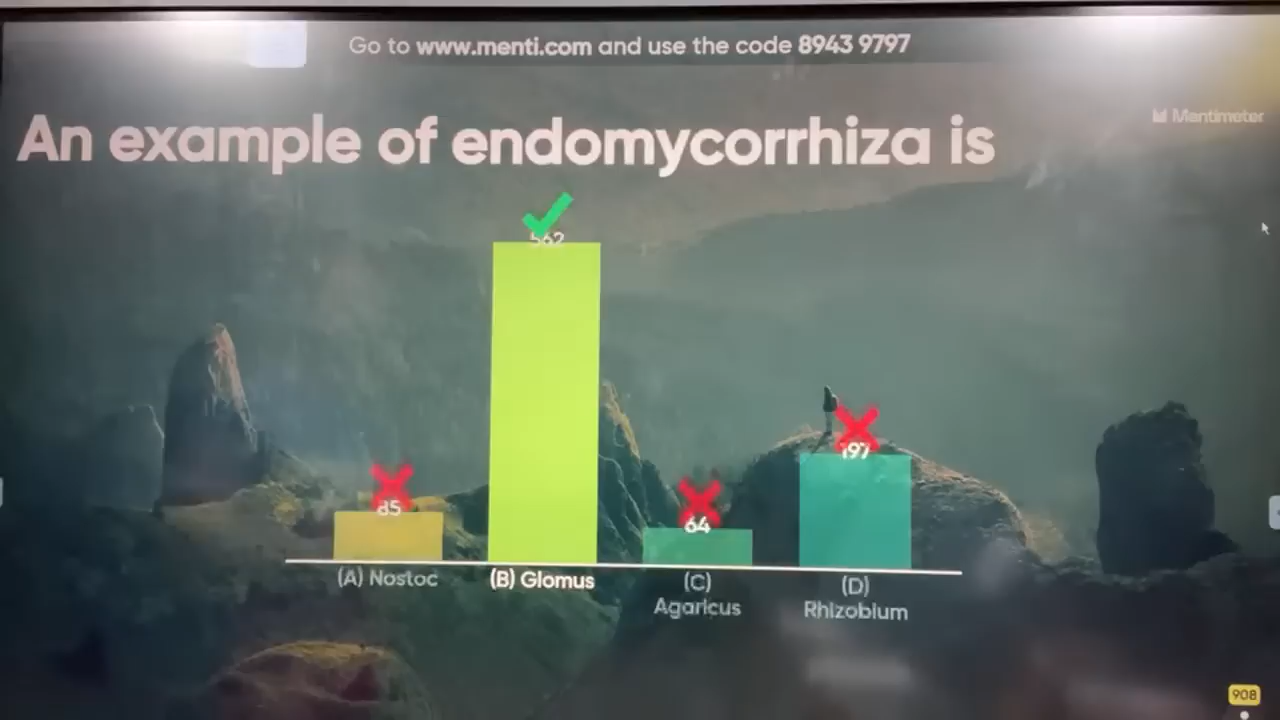 Go to www.menti.com and use the code 8943 9797
Mentimeter
An example of endomycorrhiza is
562
197
85
64
(A) Nostoc
(B) Glomus
(C)
Agaricus
(D)
Rhizobium
908